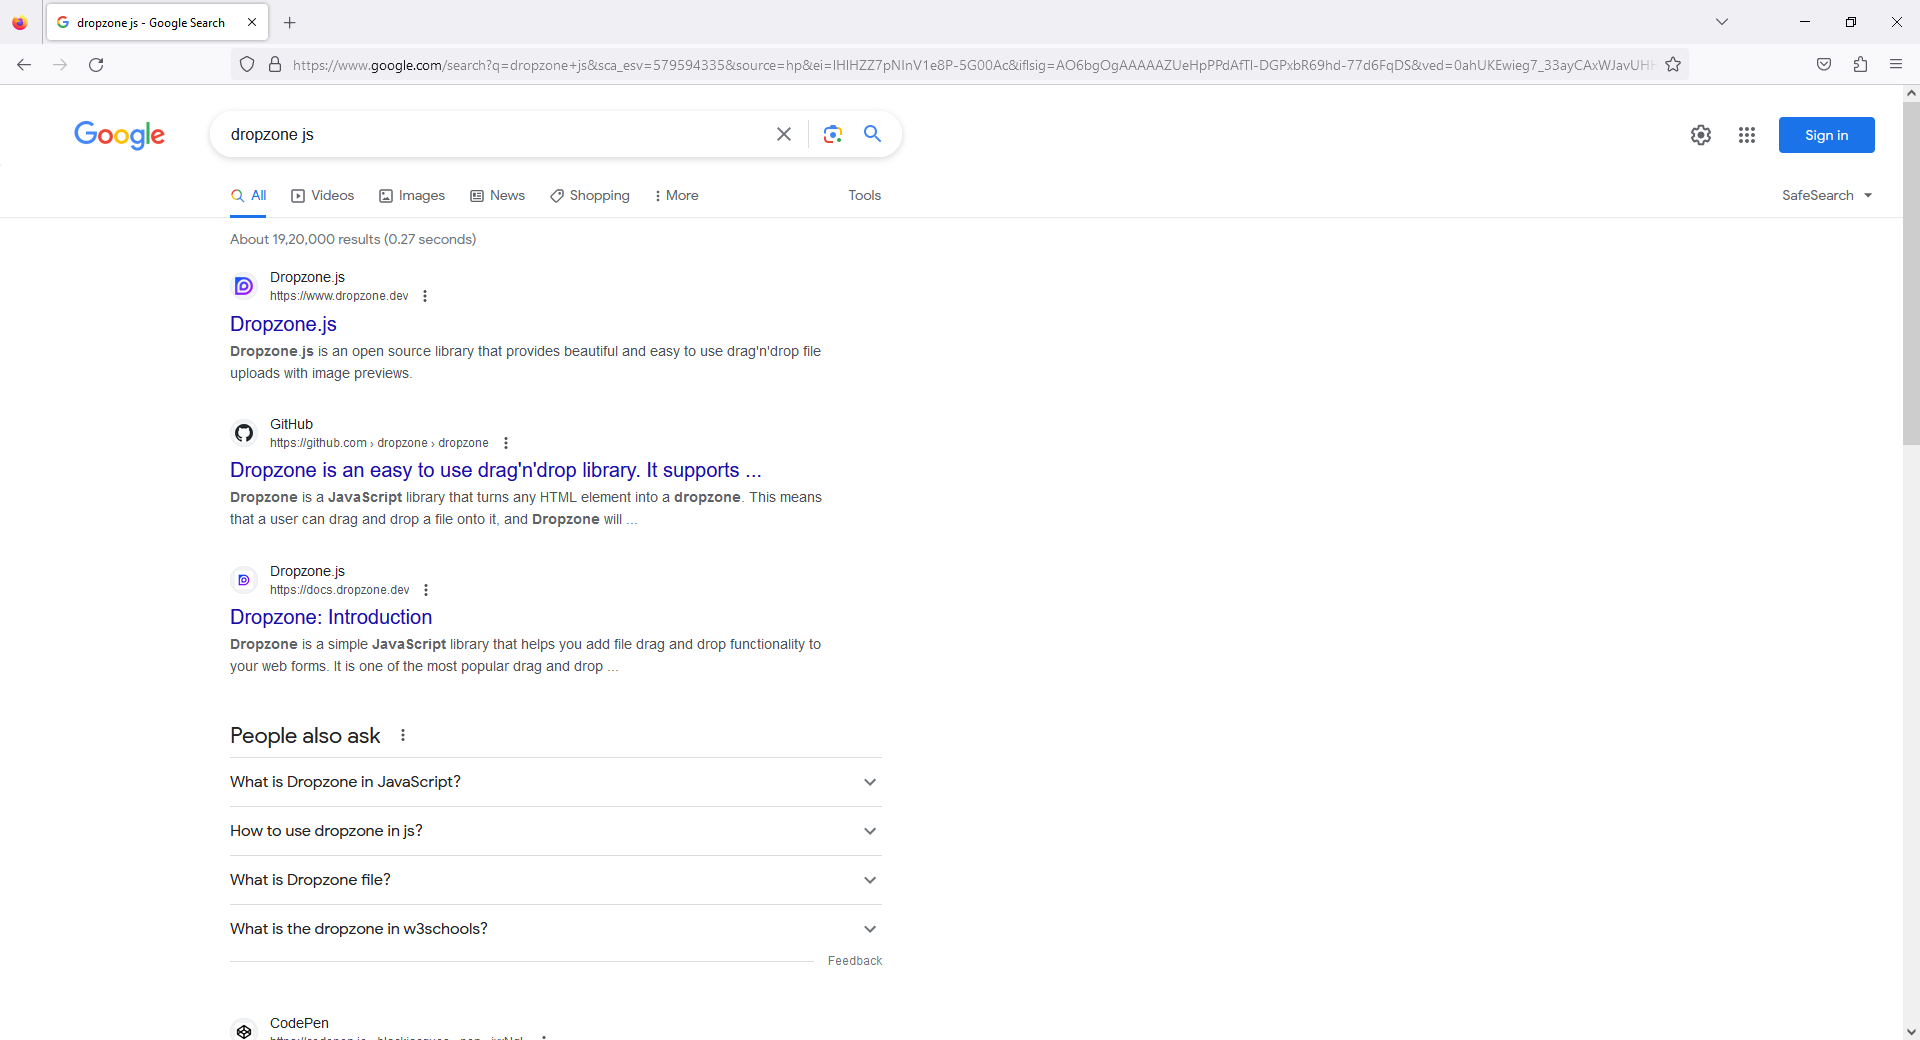 dropzone js - Google Search
https://www.google.com/search?q=dropzone+js&sca_esv=579594335&source=hp&ei=IHIHZZ7pNInV1e8P-5G00Ac&iflsig=AO6bgOgAAAAAZUeHpPPdAfTl-DGPxbR69hd-77d6FqDS&ved=0ahUKEwieg7_33ayCAxWJavUHH
Google
dropzone js
Sign in
All
Videos
Images
News
Shopping
More
Tools
SafeSearch
About 19,20,000 results (0.27 seconds)
Dropzone.js
https://www.dropzone.dev
Dropzone.js
Dropzone.js is an open source library that provides beautiful and easy to use drag'n'drop file
uploads with image previews.
GitHub
https://github.com › dropzone › dropzone
Dropzone is an easy to use drag'n'drop library. It supports ...
Dropzone is a JavaScript library that turns any HTML element into a dropzone. This means
that a user can drag and drop a file onto it, and Dropzone will ...
Dropzone.js
https://docs.dropzone.dev
Dropzone: Introduction
Dropzone is a simple JavaScript library that helps you add file drag and drop functionality to
your web forms. It is one of the most popular drag and drop ...
People also ask
What is Dropzone in JavaScript?
How to use dropzone in js?
What is Dropzone file?
What is the dropzone in w3schools?
Feedback
CodePen